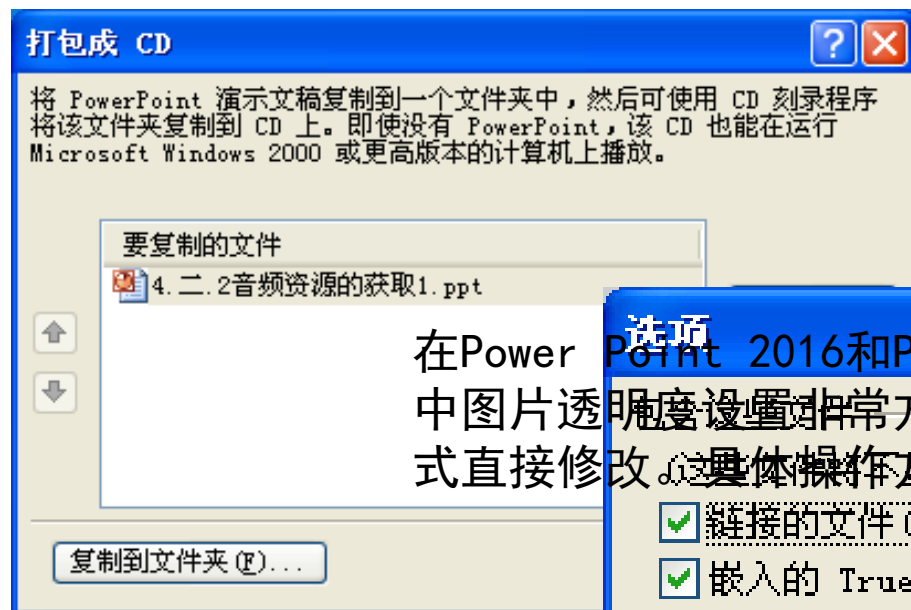 打包成 CD
将 PowerPoint 演示文稿复制到一个文件夹中，然后可使用 CD 刻录程序
将该文件夹复制到 CD 上。即使没有 PowerPoint，该 CD 也能在运行
Microsoft Windows 2000 或更高版本的计算机上播放。
要复制的文件
4.二.2音频资源的获取1.ppt
选项
在Power Point 2016和P
中图片透明度设置非常方
式直接修改。具体操作方
包含这些文件
链接的文件(
嵌入的 True
复制到文件夹(F)...